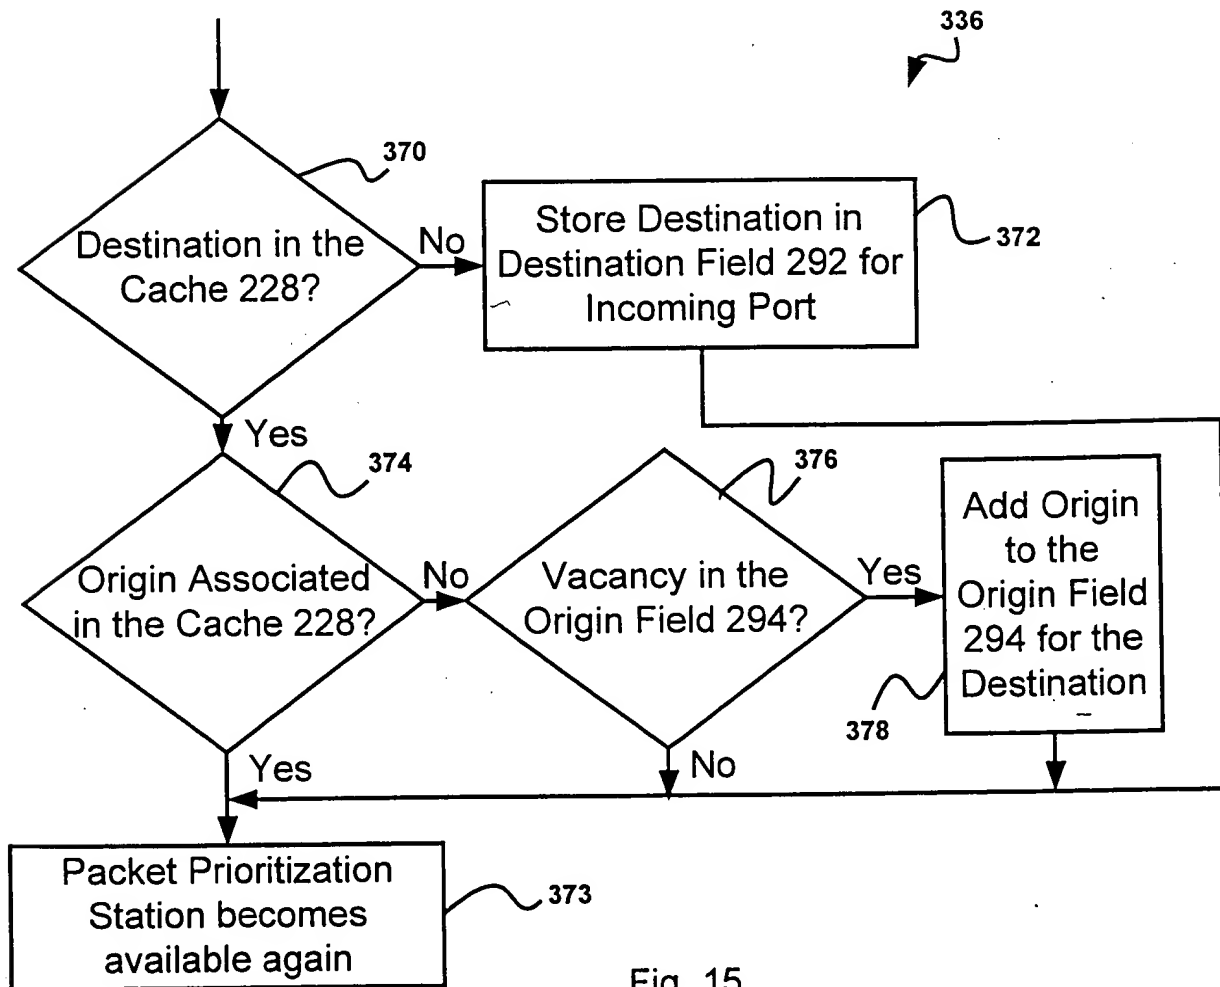 336
370
Destination in the
Cache 228?
No
Store Destination in
Destination Field 292 for
Incoming Port
372
Yes
374
Origin Associated
in the Cache 228?
No
376
Vacancy in the
Origin Field 294?
Yes
Add Origin
to the
Origin Field
294 for the
Destination
378
Yes
No
Packet Prioritization
Station becomes
available again
373
Fig. 15